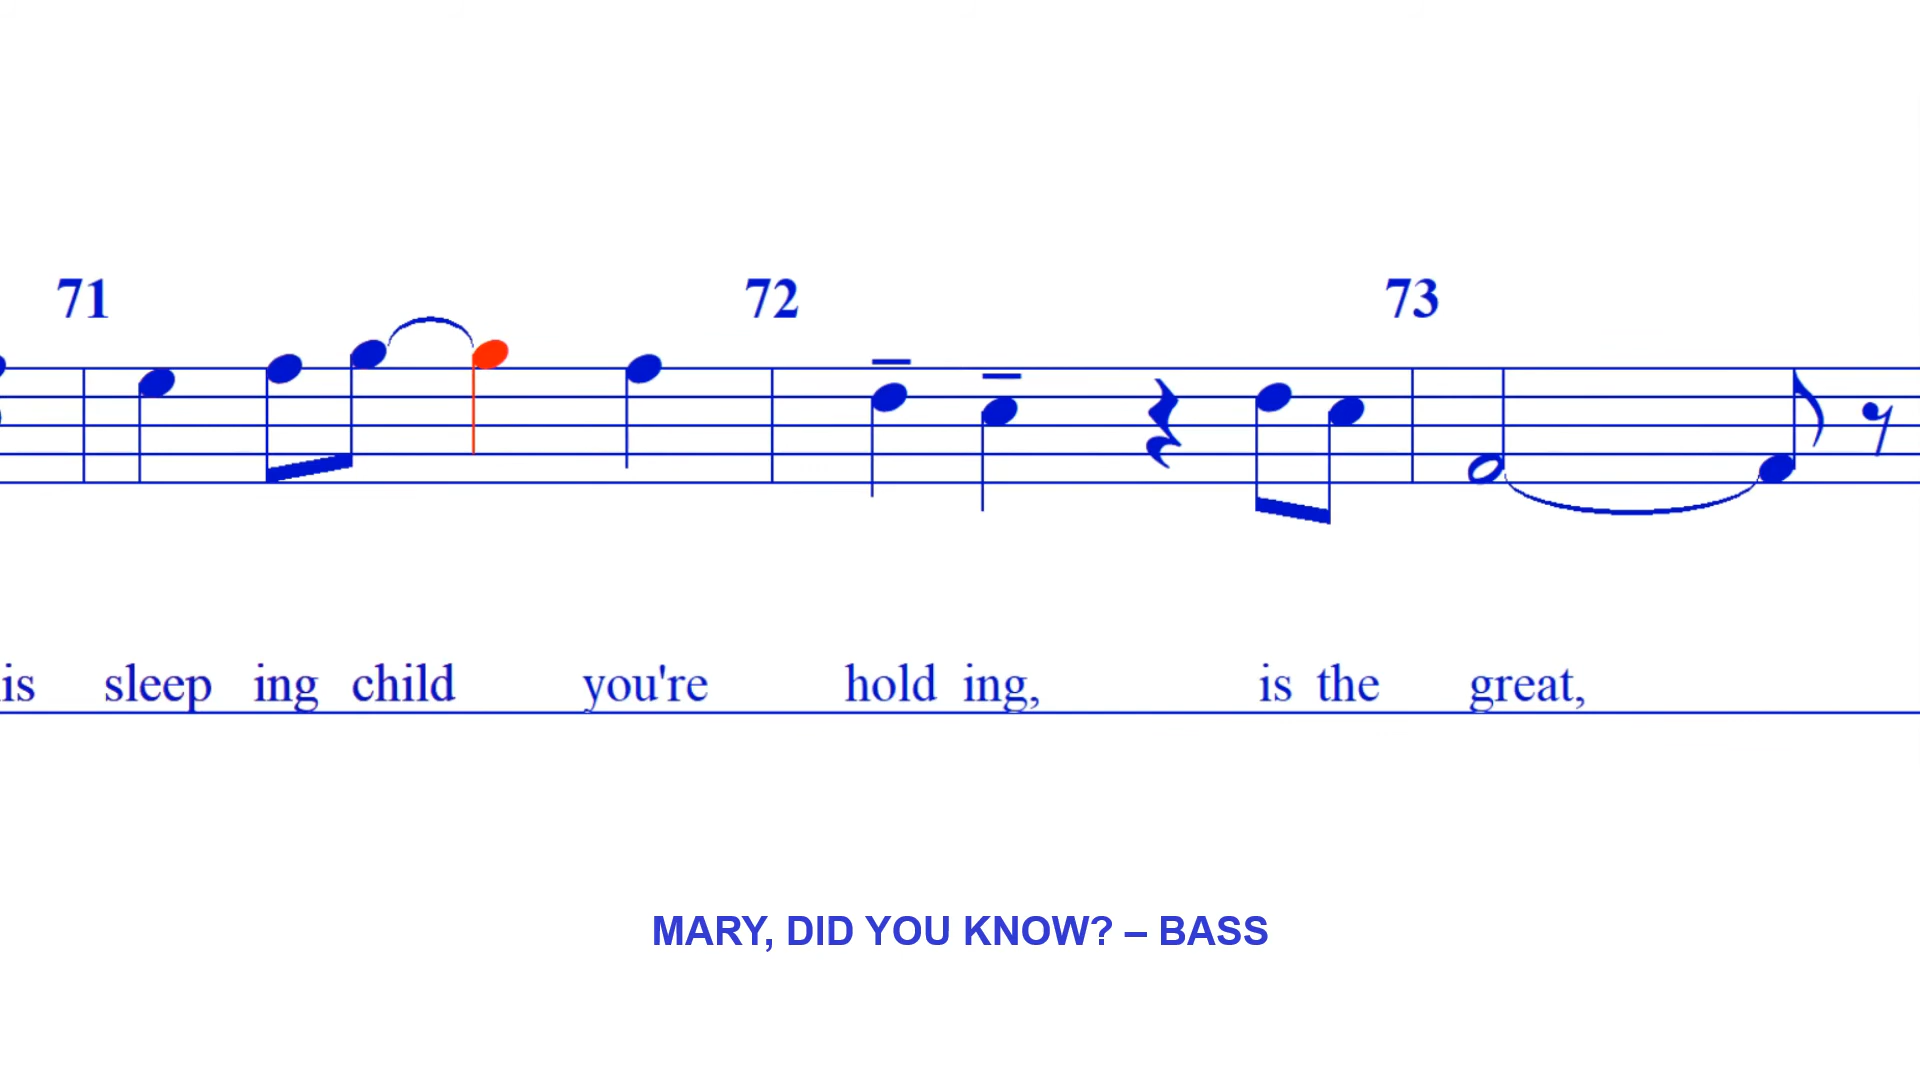 71 72 73
is sleep ing child you're hold ing, is the great,
MARY, DID YOU KNOW? – BASS